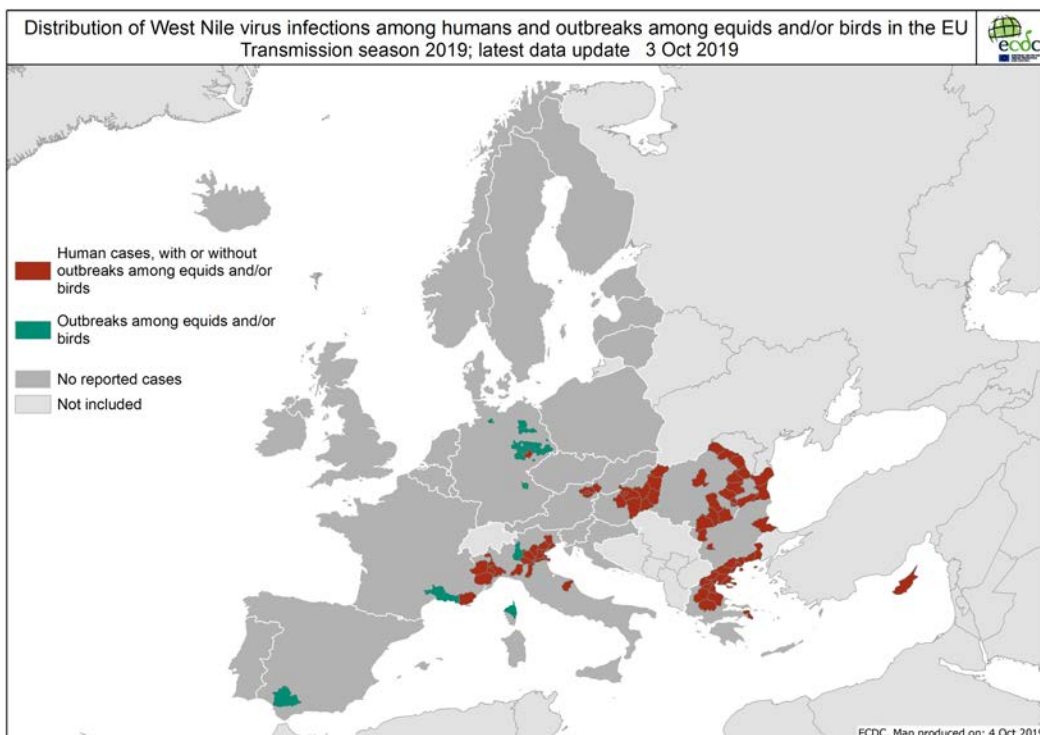 Distribution of West Nile virus infections among humans and outbreaks among equids and/or birds in the EU
Transmission season 2019; latest data update 3 Oct 2019
ecdc
Human cases, with or without
outbreaks among equids and/or
birds
Outbreaks among equids and/or
birds
No reported cases
Not included
ECDC. Map produced on: 4 Oct 2019